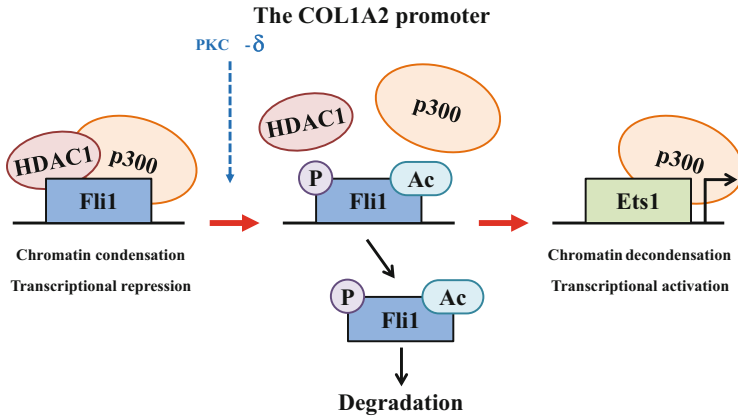 The COL1A2 promoter
PKC -δ
HDAC1
p300
Fli1
Chromatin condensation
Transcriptional repression
HDAC1
p300
P
Ac
Fli1
P
Ac
Fli1
Degradation
p300
Ets1
Chromatin decondensation
Transcriptional activation